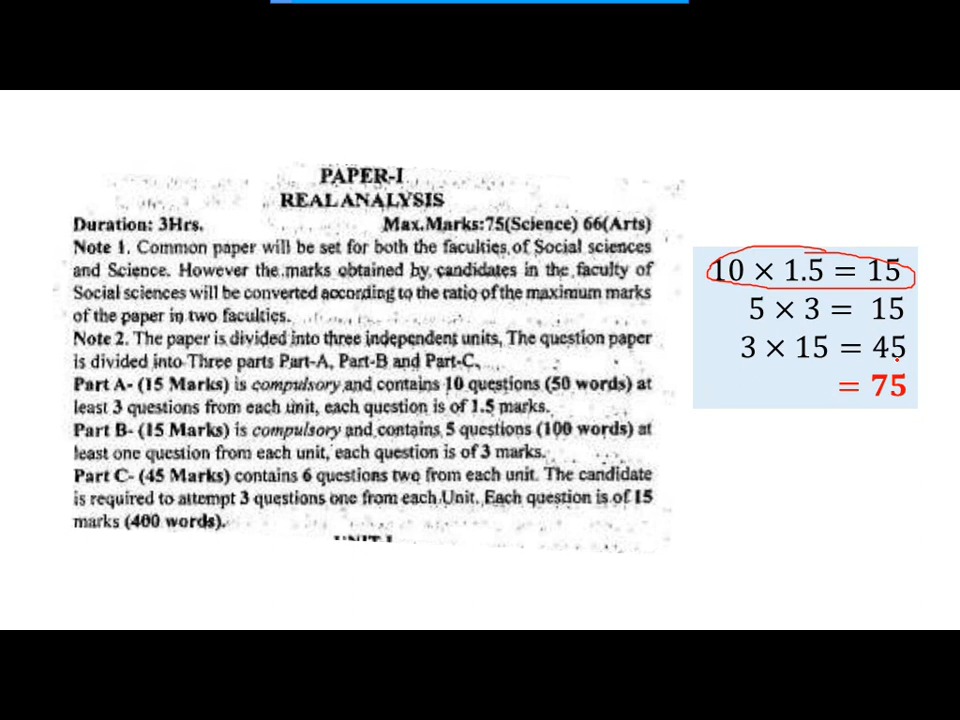 PAPER-I
REAL ANALYSIS
Duration: 3Hrs. Max.Marks:75(Science) 66(Arts)
Note 1. Common paper will be set for both the faculties of Social sciences
and Science. However the marks obtained by candidates in the faculty of
Social sciences will be converted according to the ratio of the maximum marks
of the paper in two faculties.
Note 2. The paper is divided into three independent units, The question paper
is divided into Three parts Part-A, Part-B and Part-C,
Part A- (15 Marks) is compulsory and contains 10 questions (50 words) at
least 3 questions from each unit, each question is of 1.5 marks.
Part B- (15 Marks) is compulsory and contains 5 questions (100 words) at
least one question from each unit, each question is of 3 marks.
Part C- (45 Marks) contains 6 questions two from each unit. The candidate
is required to attempt 3 questions one from each Unit. Each question is of 15
marks (400 words).
UNIT I
10 × 1.5 = 15
5 × 3 = 15
3 × 15 = 45
= 75